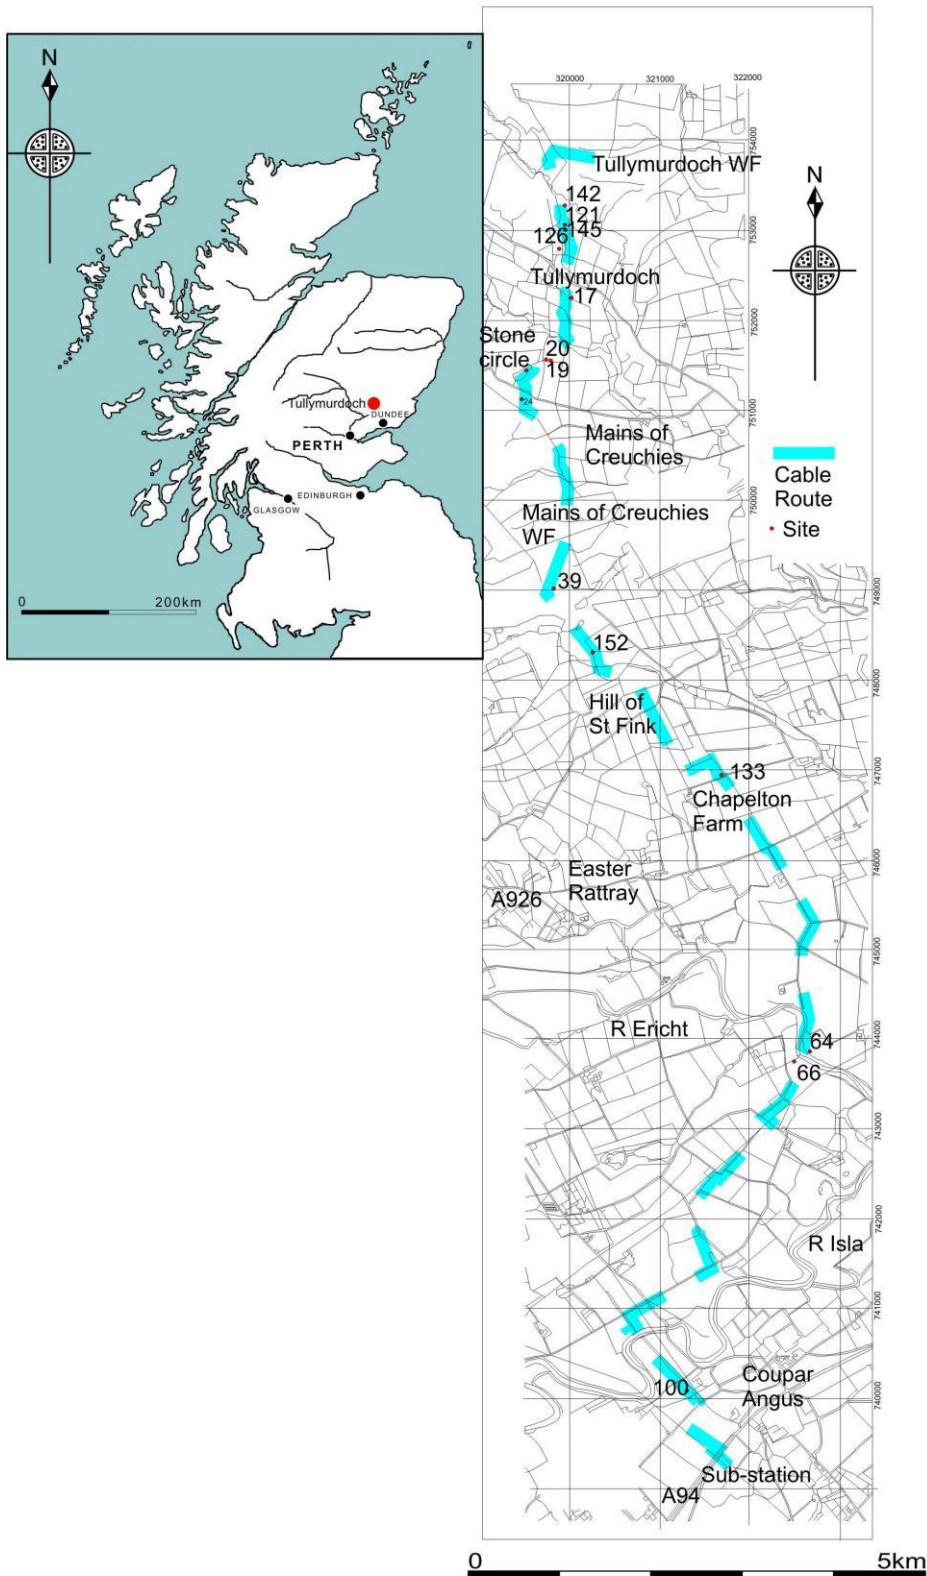 N
Tullymurdoch
DUNDEE
PERTH
EDINBURGH
GLASGOW
0 200km
320000 321000 322000
754000
Tullymurdoch WF
N
142
121
145
753000
126
Tullymurdoch
17
752000
Stone
circle
20
19
24
751000
Mains of
Creuchies
Cable
Route
Site
750000
Mains of Creuchies
WF
39
749000
152
748000
Hill of
St Fink
747000
133
Chapelton
Farm
746000
Easter
Rattray
A926
745000
R Ericht
744000
64
66
743000
742000
R Isla
741000
Coupar
Angus
100
740000
Sub-station
A94
0 5km